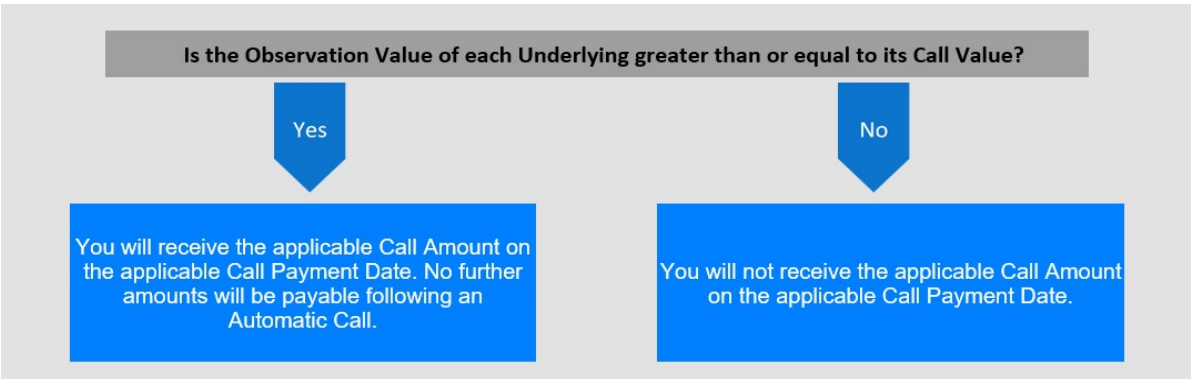 Is the Observation Value of each Underlying greater than or equal to its Call Value?
Yes
No
You will receive the applicable Call Amount on
the applicable Call Payment Date. No further
amounts will be payable following an
Automatic Call.
You will not receive the applicable Call Amount
on the applicable Call Payment Date.